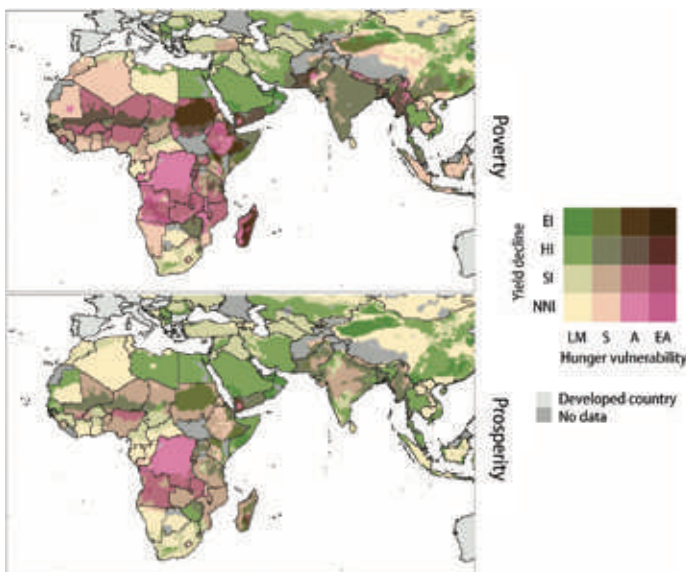 Poverty
Prosperity
Yield decline
EI
HI
SI
NNI
LM S A EA
Hunger vulnerability
Developed country
No data